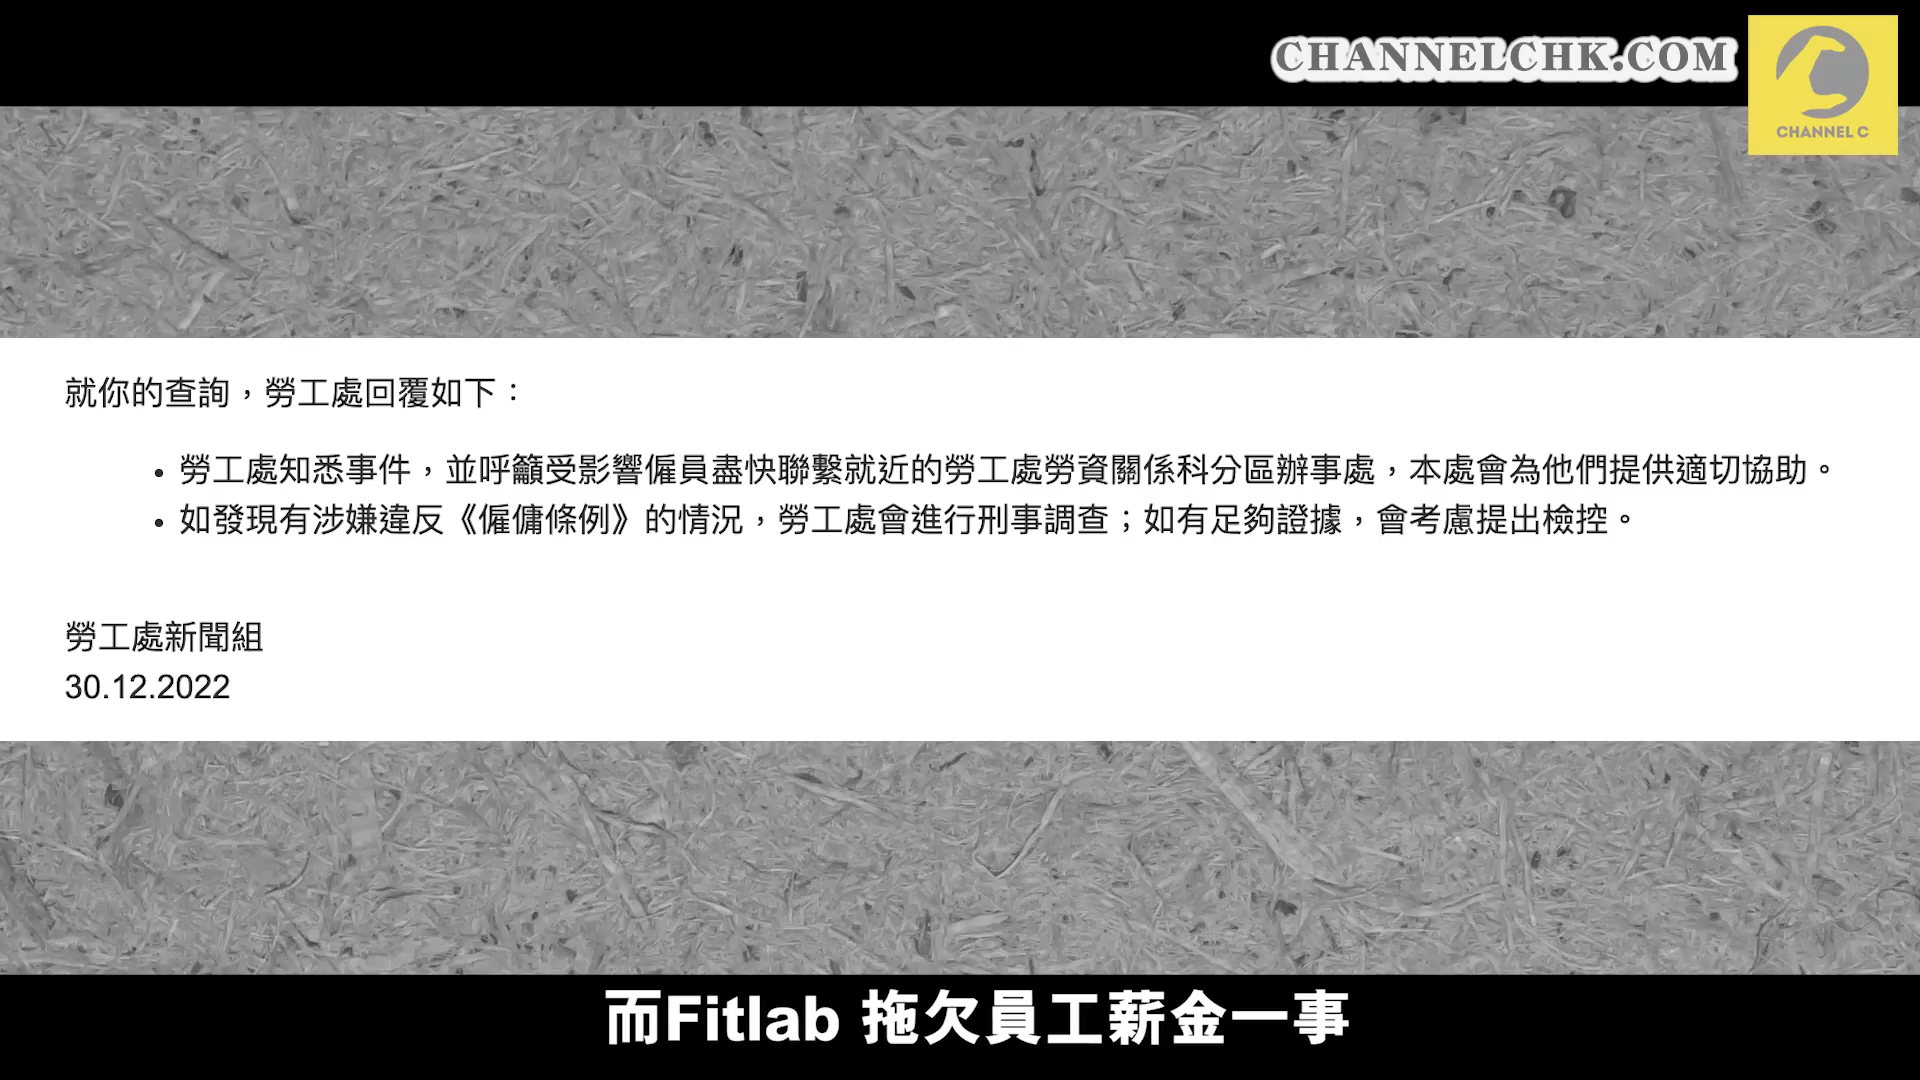 CHANNELCHK.COM
CHANNEL C
就你的查詢，勞工處回覆如下：
• 勞工處知悉事件，並呼籲受影響僱員盡快聯繫就近的勞工處勞資關係科分區辦事處，本處會為他們提供適切協助。
• 如發現有涉嫌違反《僱傭條例》的情況，勞工處會進行刑事調查；如有足夠證據，會考慮提出檢控。
勞工處新聞組
30.12.2022
而Fitlab 拖欠員工薪金一事